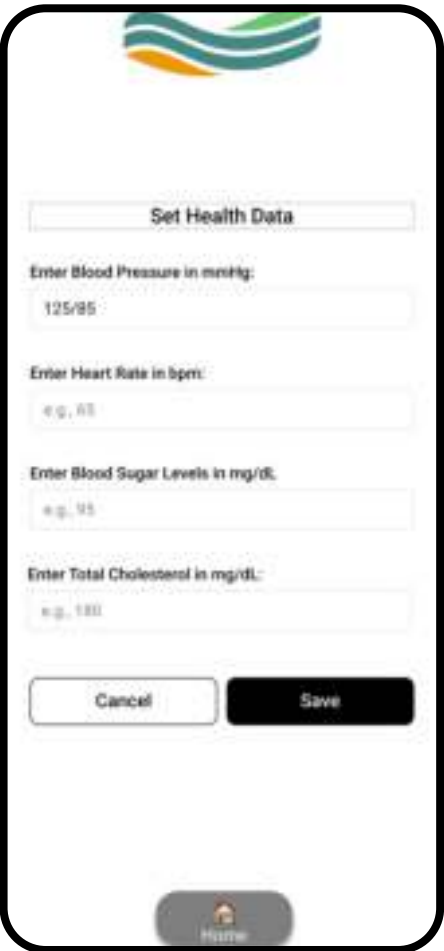 Set Health Data
Enter Blood Pressure in mmHg:
125/85
Enter Heart Rate in bpm:
e.g., 65
Enter Blood Sugar Levels in mg/dL
e.g., 95
Enter Total Cholesterol in mg/dL:
e.g., 180
Cancel
Save
Home